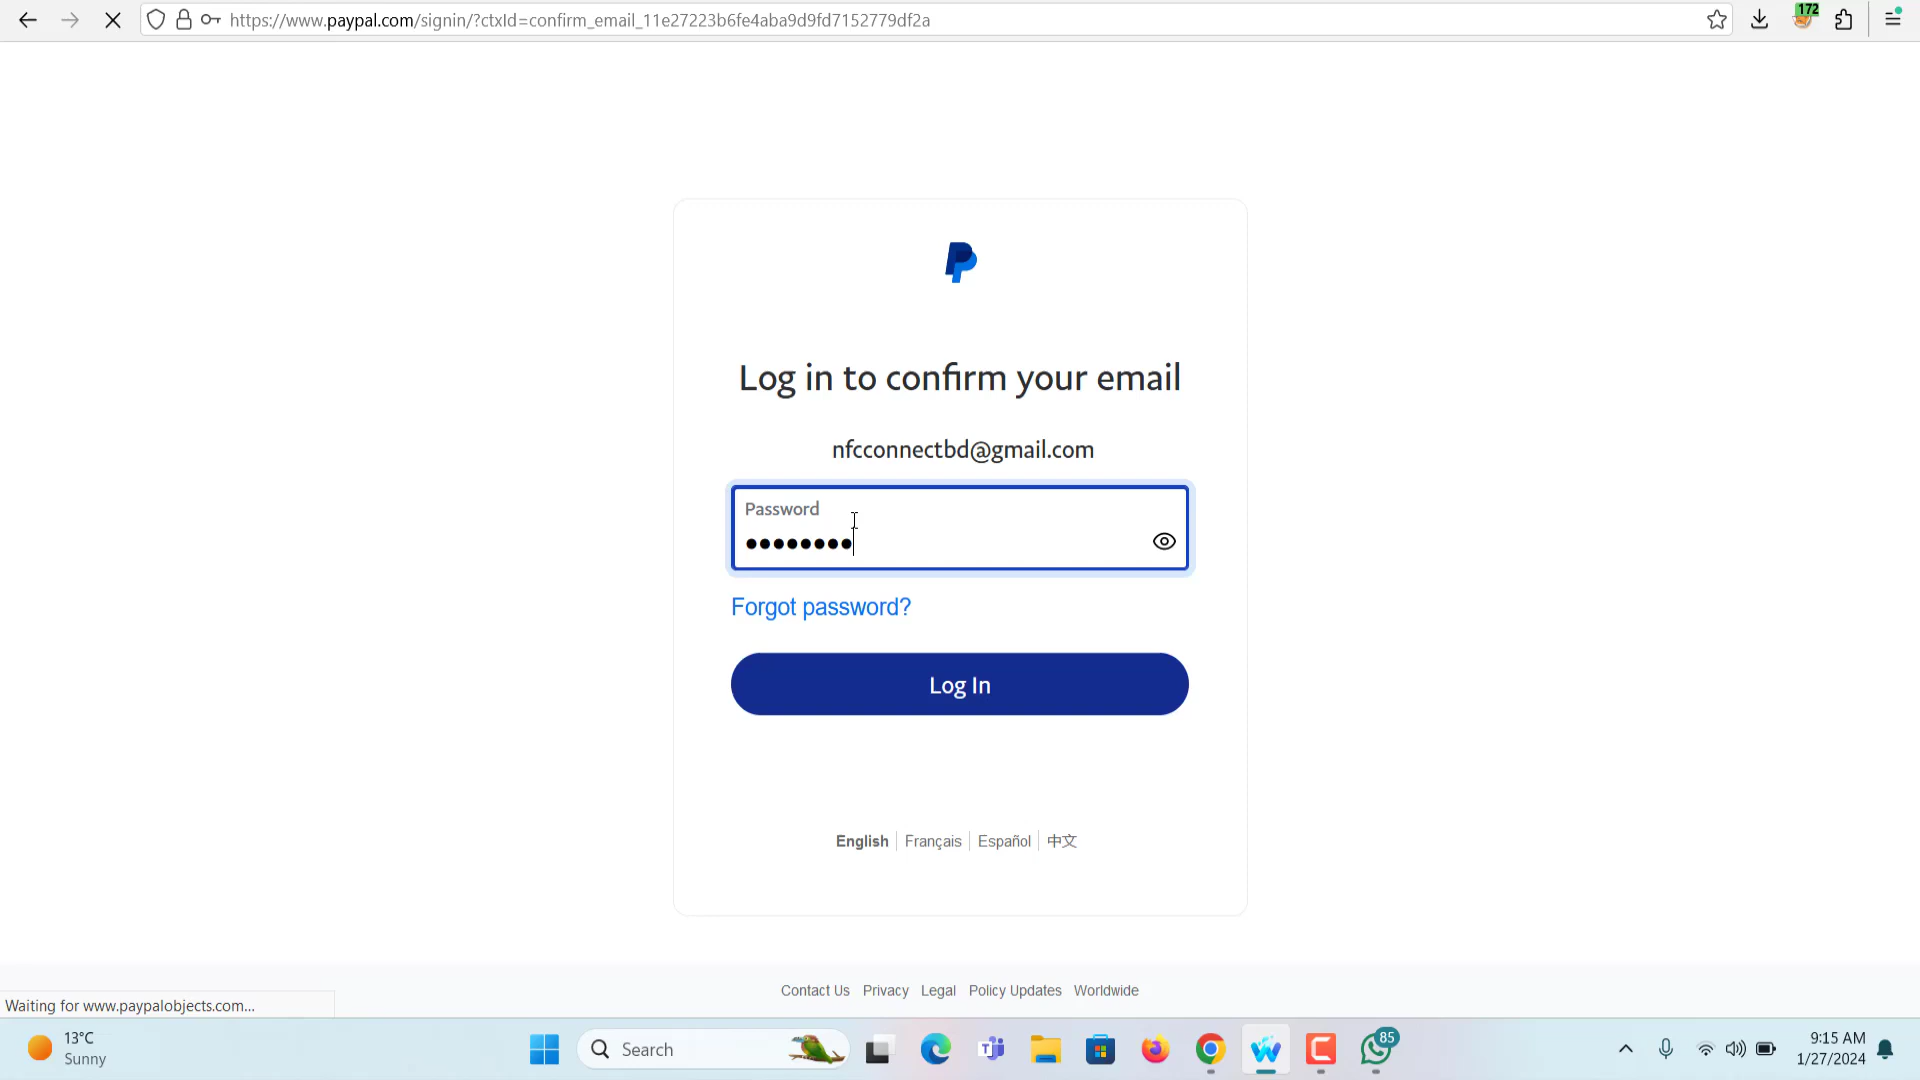 https://www.paypal.com/signin/?ctxId=confirm_email_11e27223b6fe4aba9d9fd7152779df2a
172
Log in to confirm your email
nfcconnectbd@gmail.com
Password
Forgot password?
Log In
English Français Español 中文
Contact Us Privacy Legal Policy Updates Worldwide
Waiting for www.paypalobjects.com...
13°C
Sunny
Search
85
9:15 AM
1/27/2024